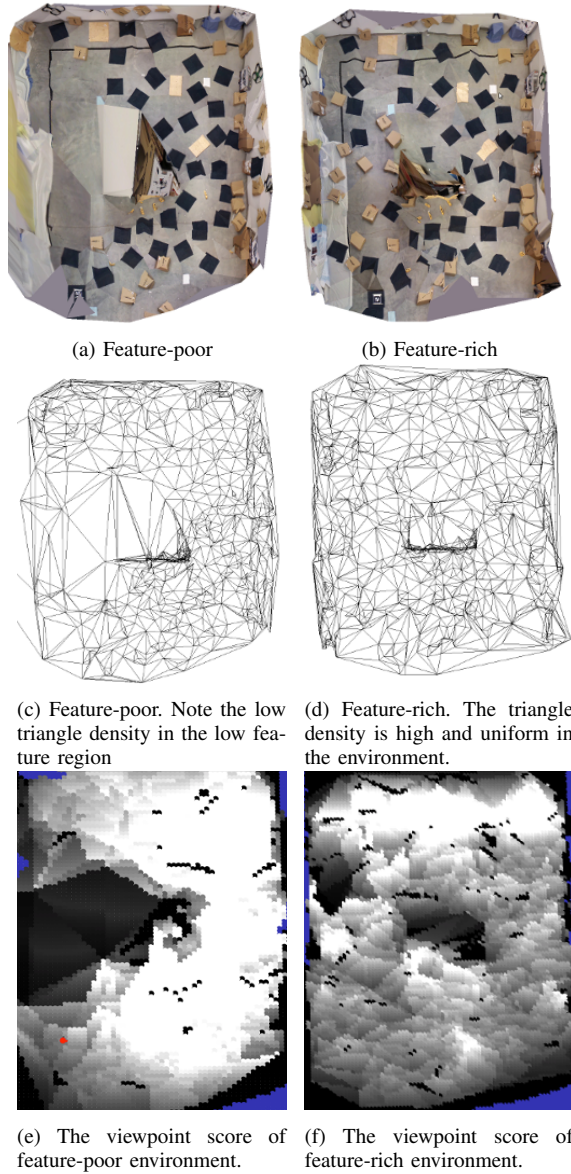 (a) Feature-poor
(b) Feature-rich
(c) Feature-poor. Note the low
triangle density in the low fea-
ture region
(d) Feature-rich. The triangle
density is high and uniform in
the environment.
(e) The viewpoint score of
feature-poor environment.
(f) The viewpoint score of
feature-rich environment.